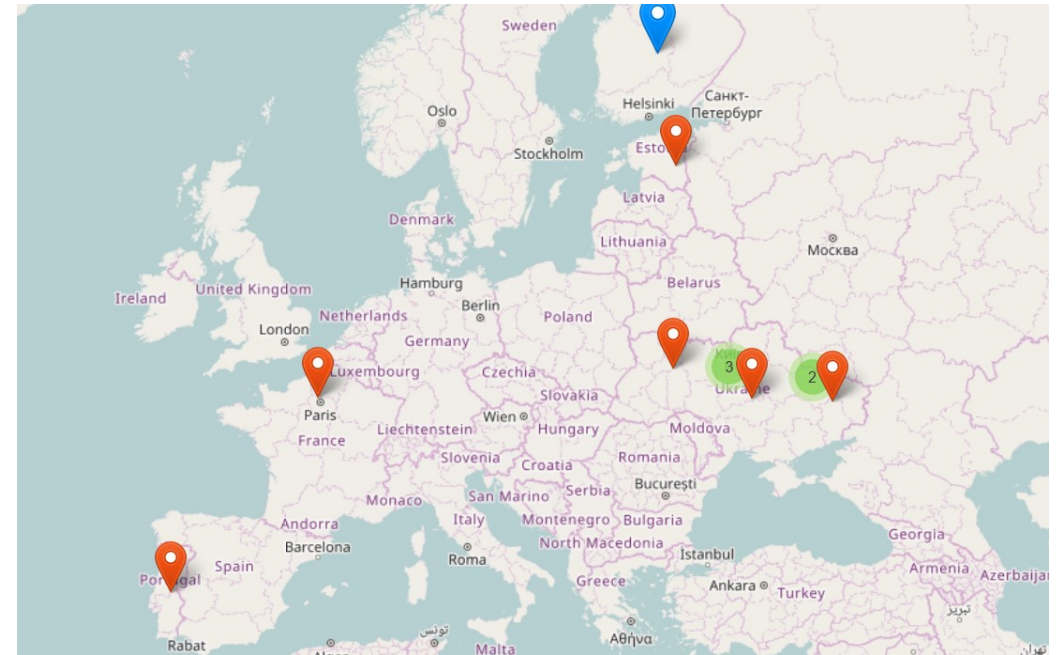 Sweden
Helsinki
Санкт-
Петербург
Oslo
Stockholm
Latvia
Denmark
Lithuania
Москва
Hamburg
Belarus
Ireland
United Kingdom
Berlin
Netherlands
Poland
London
Germany
3
2
Luxembourg
Czechia
Ukraine
Slovakia
Paris
Wien
France
Liechtenstein
Hungary
Moldova
Slovenia
Romania
Croatia
București
Monaco
San Marino
Serbia
Andorra
Italy
Montenegro
Bulgaria
Barcelona
North Macedonia
Georgia
Roma
İstanbul
Spain
Portugal
Greece
Ankara
Turkey
Armenia
تبريز
تونس
Αθήνα
Rabat
Malta